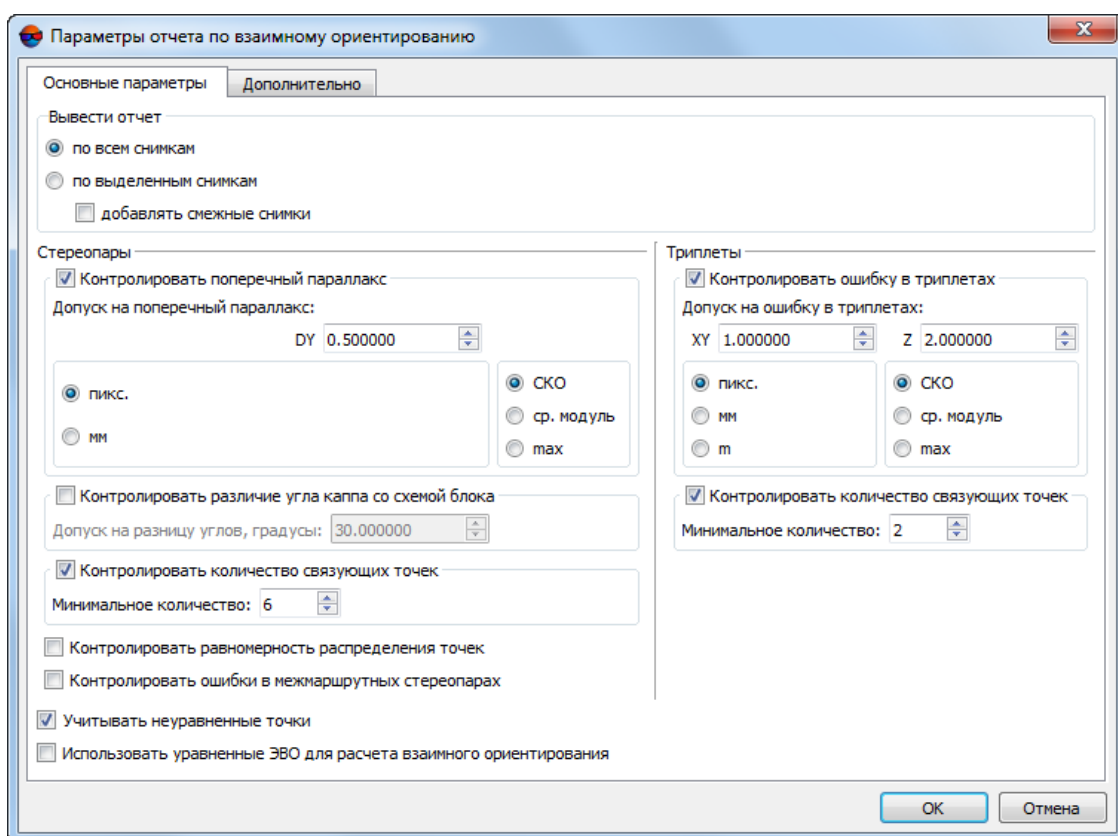 Параметры отчета по взаимному ориентированию
Основные параметры
Дополнительно
Вывести отчет
по всем снимкам
по выделенным снимкам
добавлять смежные снимки
Стереопары
Контролировать поперечный параллакс
Допуск на поперечный параллакс:
DY 0.500000
пикс.
мм
СКО
ср. модуль
max
Контролировать различие угла каппа со схемой блока
Допуск на разницу углов, градусы: 30.000000
Контролировать количество связующих точек
Минимальное количество: 6
Контролировать равномерность распределения точек
Контролировать ошибки в межмаршрутных стереопарах
Триплеты
Контролировать ошибку в триплетах
Допуск на ошибку в триплетах:
XY 1.000000 Z 2.000000
пикс.
мм
m
СКО
ср. модуль
max
Контролировать количество связующих точек
Минимальное количество: 2
Учитывать неуравненные точки
Использовать уравненные ЭВО для расчета взаимного ориентирования
OK
Отмена